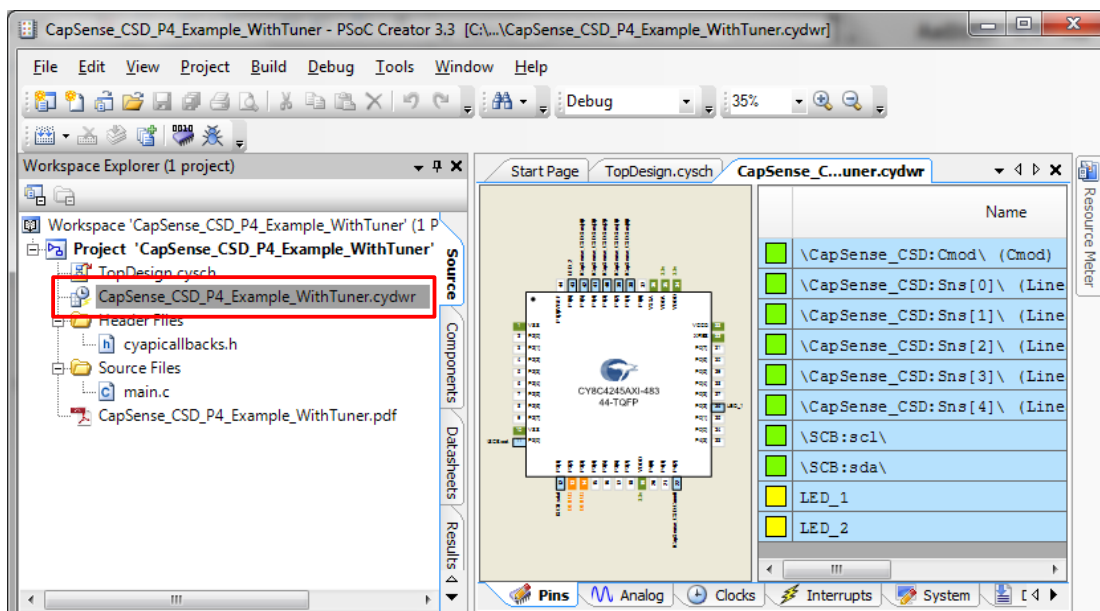 CapSense_CSD_P4_Example_WithTuner - PSoC Creator 3.3 [C:\...\CapSense_CSD_P4_Example_WithTuner.cydwr]
File Edit View Project Build Debug Tools Window Help
Debug 35%
Workspace Explorer (1 project)
Start Page TopDesign.cysch CapSense_C...uner.cydwr
Workspace 'CapSense_CSD_P4_Example_WithTuner' (1 P
Project 'CapSense_CSD_P4_Example_WithTuner'
TopDesign.cysch
CapSense_CSD_P4_Example_WithTuner.cydwr
Header Files
cyapicallbacks.h
Source Files
main.c
CapSense_CSD_P4_Example_WithTuner.pdf
Source
Components
Datasheets
Results
CY8C4245AXI-483
44-TQFP
LED_1
Name
\CapSense_CSD:Cmod\ (Cmod)
\CapSense_CSD:Sns[0]\ (Line
\CapSense_CSD:Sns[1]\ (Line
\CapSense_CSD:Sns[2]\ (Line
\CapSense_CSD:Sns[3]\ (Line
\CapSense_CSD:Sns[4]\ (Line
\SCB:scl\
\SCB:sda\
LED_1
LED_2
Resource Meter
Pins Analog Clocks Interrupts System